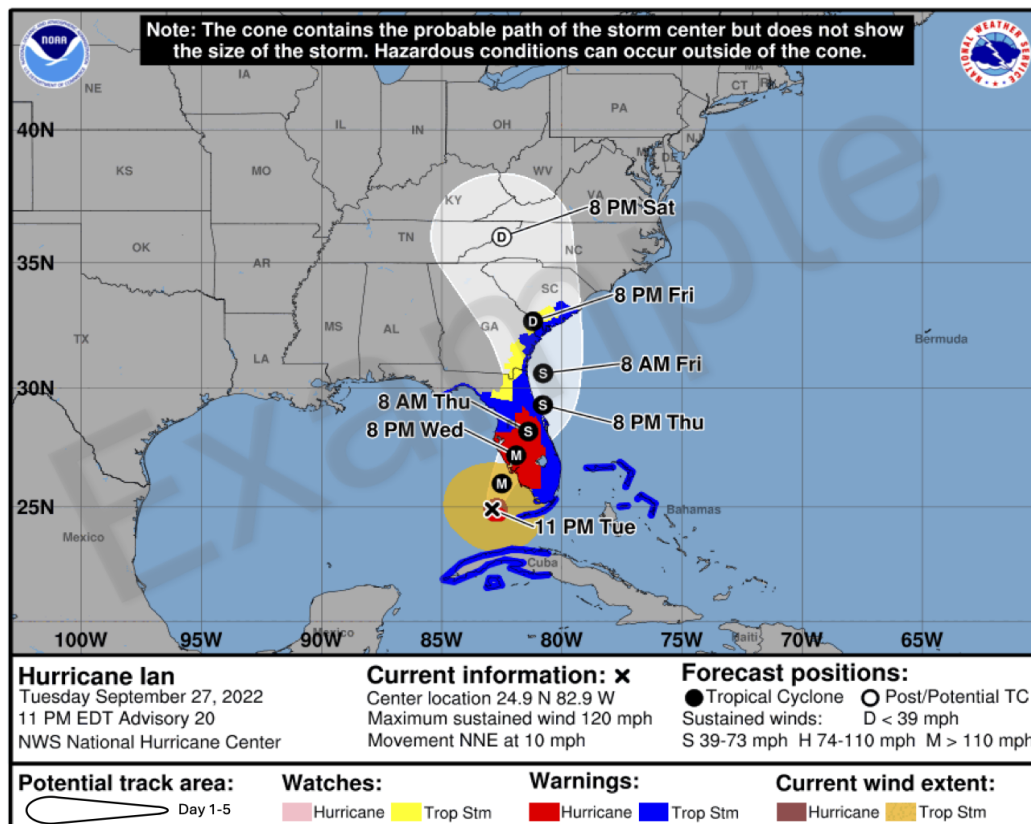 Note: The cone contains the probable path of the storm center but does not show
the size of the storm. Hazardous conditions can occur outside of the cone.
NOAA
NATIONAL WEATHER SERVICE
Example
NE
IA
IL
IN
OH
PA
MA
CT
NJ
DE
40N
KS
MO
WV
VA
KY
8 PM Sat
D
OK
AR
TN
NC
35N
SC
8 PM Fri
D
TX
LA
MS
AL
GA
Bermuda
S
8 AM Fri
30N
8 AM Thu
S
8 PM Thu
S
8 PM Wed
M
M
25N
11 PM Tue
Mexico
Bahamas
Cuba
Mexico
Haiti
100W
95W
90W
85W
80W
75W
70W
65W
Hurricane Ian
Tuesday September 27, 2022
11 PM EDT Advisory 20
NWS National Hurricane Center
Current information: ×
Center location 24.9 N 82.9 W
Maximum sustained wind 120 mph
Movement NNE at 10 mph
Forecast positions:
Tropical Cyclone Post/Potential TC
Sustained winds: D < 39 mph
S 39-73 mph H 74-110 mph M > 110 mph
Potential track area:
Day 1-5
Watches:
Hurricane Trop Stm
Warnings:
Hurricane Trop Stm
Current wind extent:
Hurricane Trop Stm